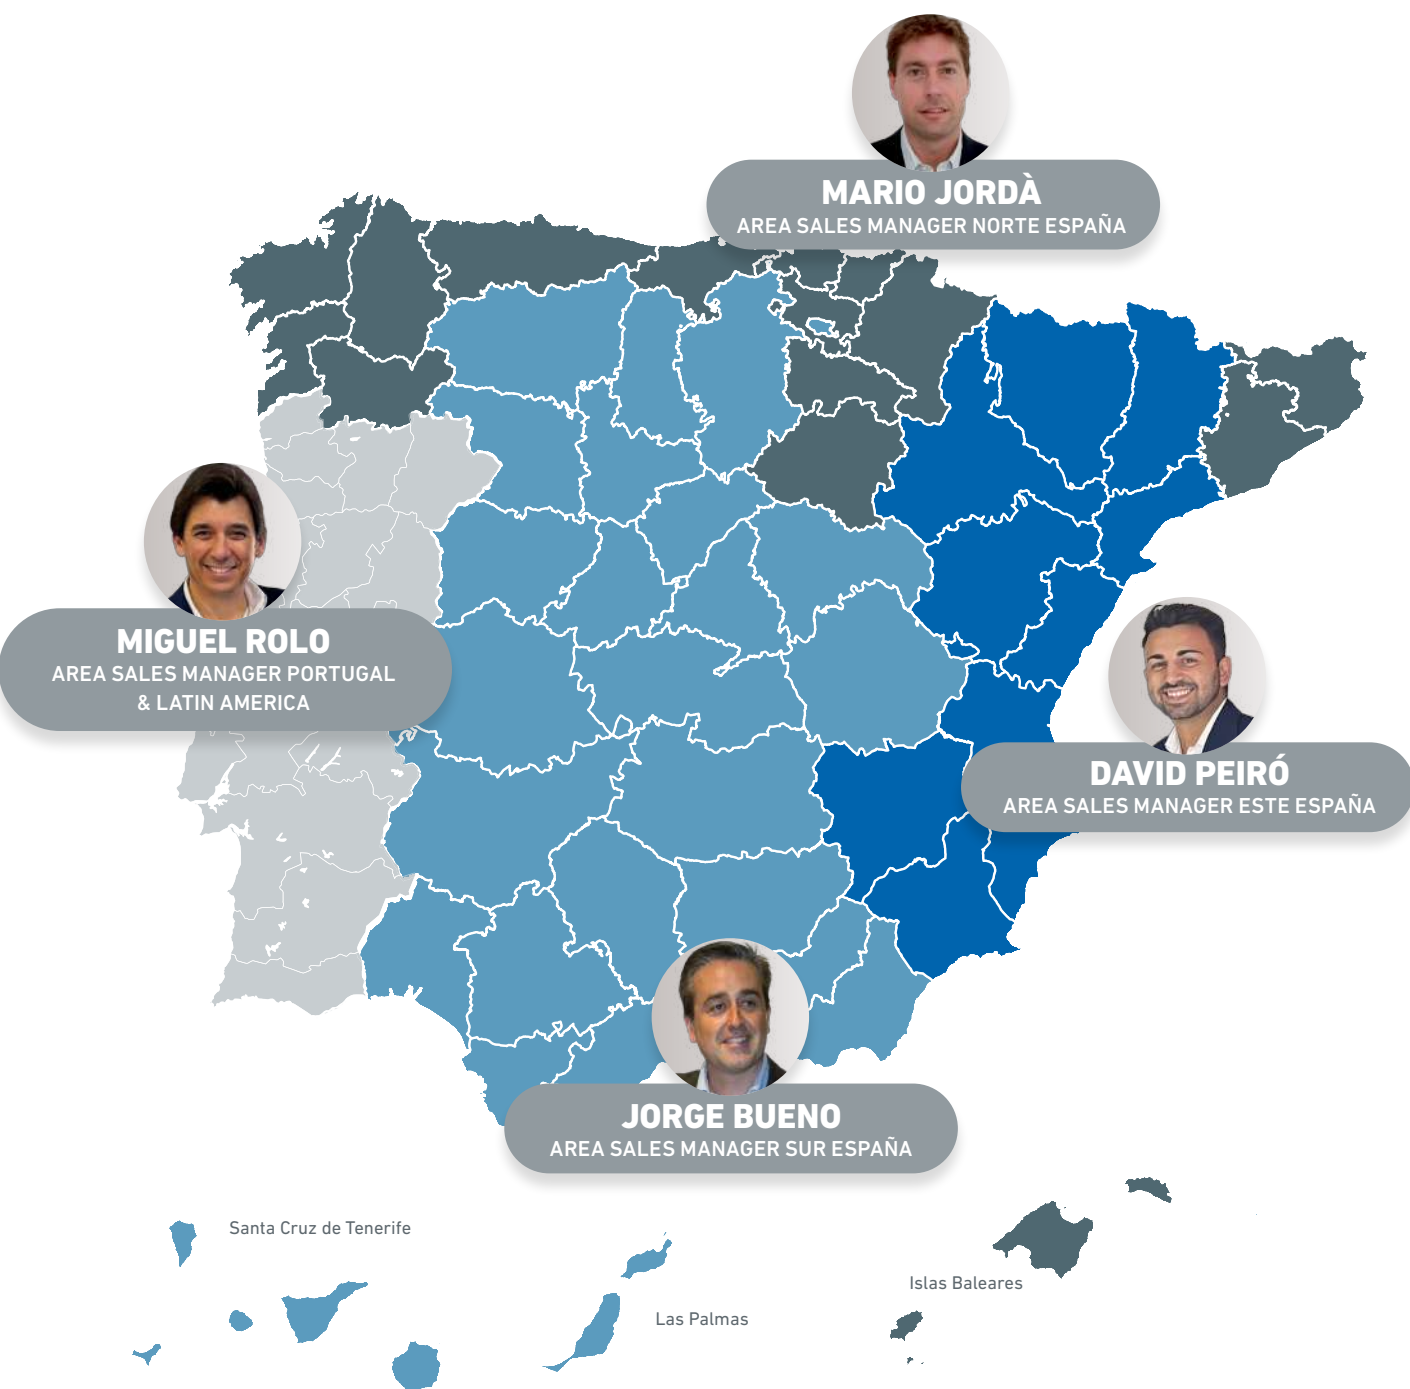 MARIO JORDÀ
AREA SALES MANAGER NORTE ESPAÑA
MIGUEL ROLO
AREA SALES MANAGER PORTUGAL
& LATIN AMERICA
DAVID PEIRÓ
AREA SALES MANAGER ESTE ESPAÑA
JORGE BUENO
AREA SALES MANAGER SUR ESPAÑA
Santa Cruz de Tenerife
Islas Baleares
Las Palmas